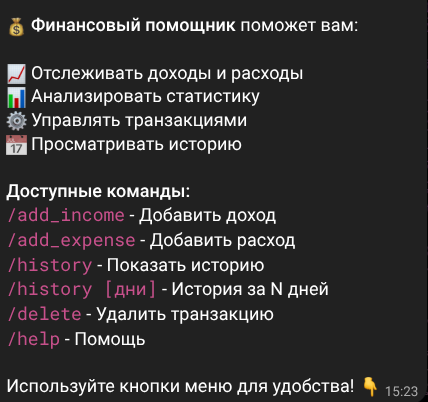 💰 Финансовый помощник поможет вам:
📈 Отслеживать доходы и расходы
📊 Анализировать статистику
⚙️ Управлять транзакциями
📅 Просматривать историю
Доступные команды:
/add_income - Добавить доход
/add_expense - Добавить расход
/history - Показать историю
/history [дни] - История за N дней
/delete - Удалить транзакцию
/help - Помощь
Используйте кнопки меню для удобства! 👇 15:23